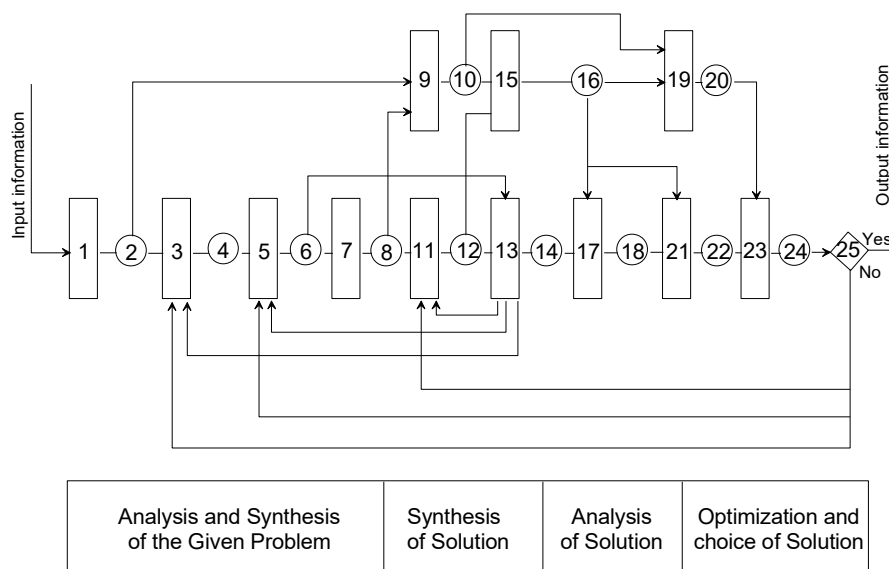 9 10 15 16 19 20
Input information
Output information
1 2 3 4 5 6 7 8 11 12 13 14 17 18 21 22 23 24 25 Yes
No
Analysis and Synthesis
of the Given Problem
Synthesis
of Solution
Analysis
of Solution
Optimization and
choice of Solution